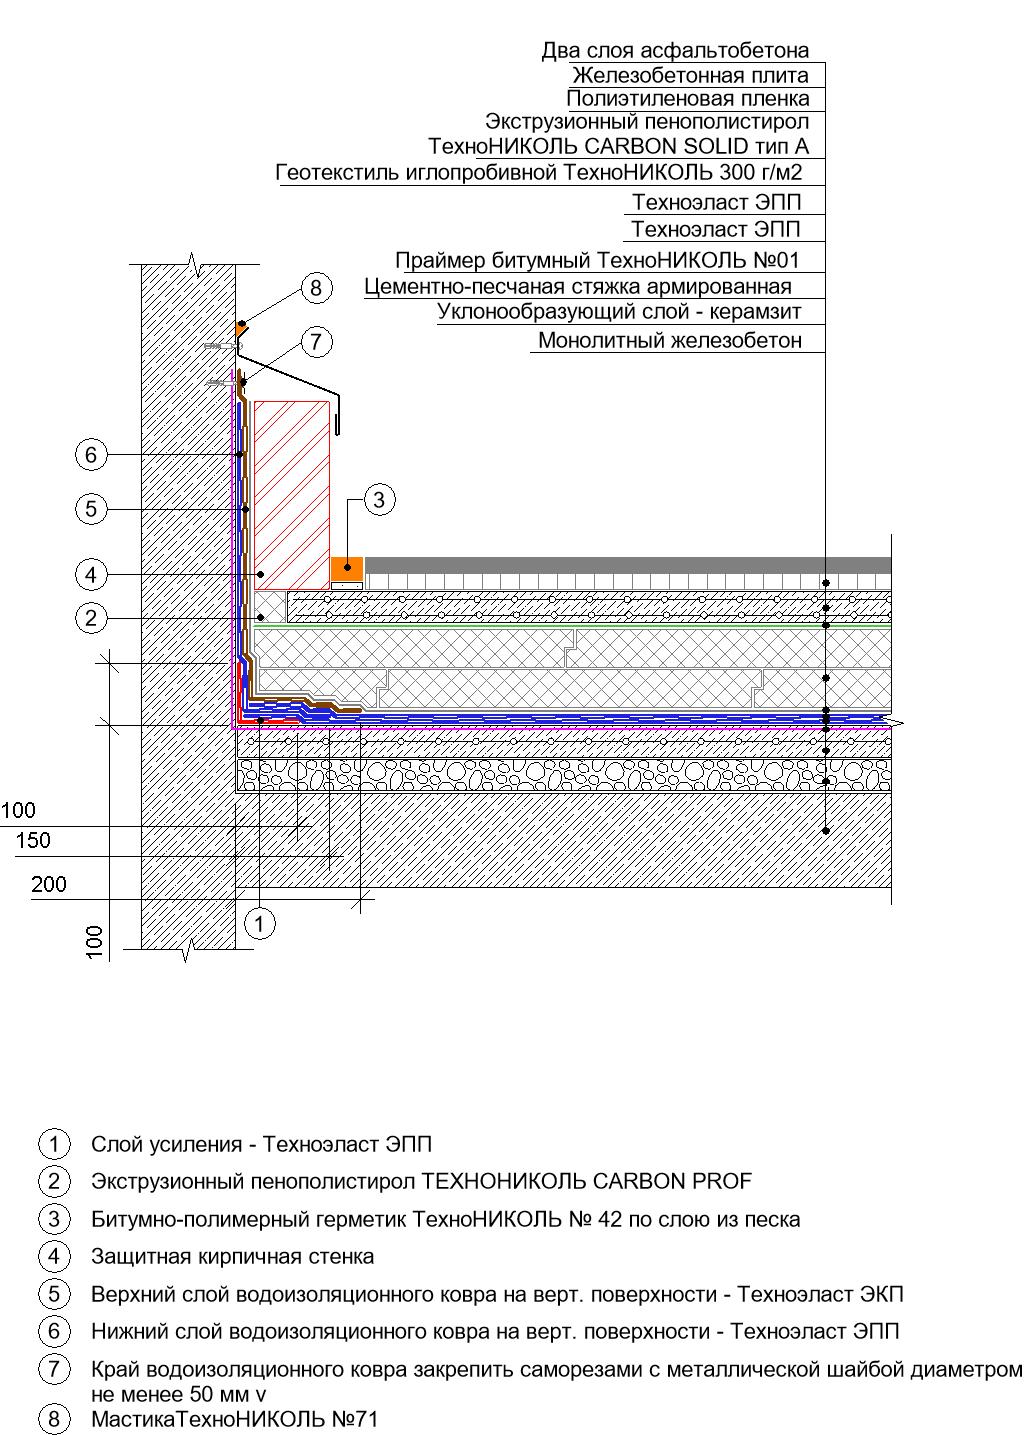 Два слоя асфальтобетона
Железобетонная плита
Полиэтиленовая пленка
Экструзионный пенополистирол
ТехноНИКОЛЬ CARBON SOLID тип А
Геотекстиль иглопробивной ТехноНИКОЛЬ 300 г/м2
Техноэласт ЭПП
Техноэласт ЭПП
Праймер битумный ТехноНИКОЛЬ №01
Цементно-песчаная стяжка армированная
Уклонообразующий слой - керамзит
Монолитный железобетон
8
7
6
5
3
4
2
100
150
200
100
1
1 Слой усиления - Техноэласт ЭПП
2 Экструзионный пенополистирол ТЕХНОНИКОЛЬ CARBON PROF
3 Битумно-полимерный герметик ТехноНИКОЛЬ № 42 по слою из песка
4 Защитная кирпичная стенка
5 Верхний слой водоизоляционного ковра на верт. поверхности - Техноэласт ЭКП
6 Нижний слой водоизоляционного ковра на верт. поверхности - Техноэласт ЭПП
7 Край водоизоляционного ковра закрепить саморезами с металлической шайбой диаметром
не менее 50 мм v
8 МастикаТехноНИКОЛЬ №71